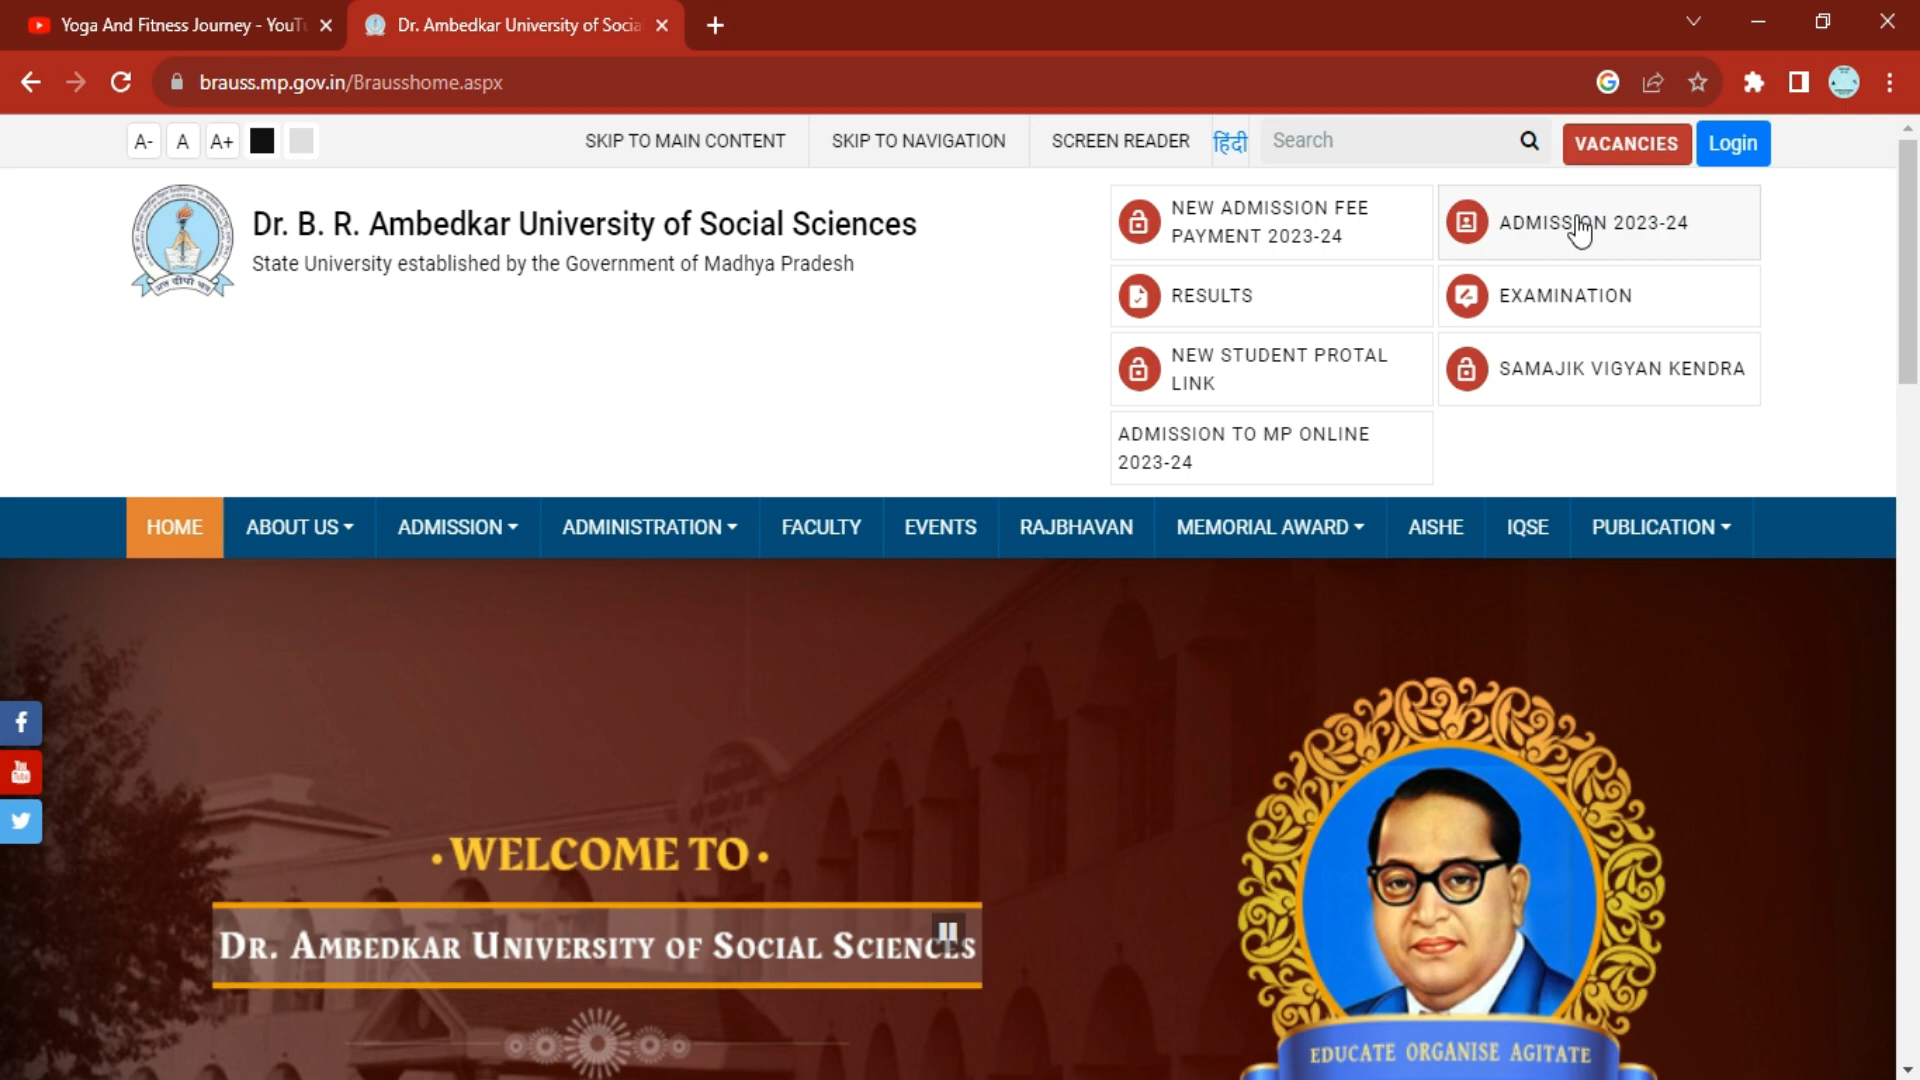 Yoga And Fitness Journey - YouTu
Dr. Ambedkar University of Socia
brauss.mp.gov.in/Brausshome.aspx
A-
A
A+
SKIP TO MAIN CONTENT
SKIP TO NAVIGATION
SCREEN READER
हिंदी
Search
VACANCIES
Login
Dr. B. R. Ambedkar University of Social Sciences
State University established by the Government of Madhya Pradesh
NEW ADMISSION FEE
PAYMENT 2023-24
ADMISSION 2023-24
RESULTS
EXAMINATION
NEW STUDENT PROTAL
LINK
SAMAJIK VIGYAN KENDRA
ADMISSION TO MP ONLINE
2023-24
HOME
ABOUT US
ADMISSION
ADMINISTRATION
FACULTY
EVENTS
RAJBHAVAN
MEMORIAL AWARD
AISHE
IQSE
PUBLICATION
• WELCOME TO •
DR. AMBEDKAR UNIVERSITY OF SOCIAL SCIENCES
EDUCATE ORGANISE AGITATE